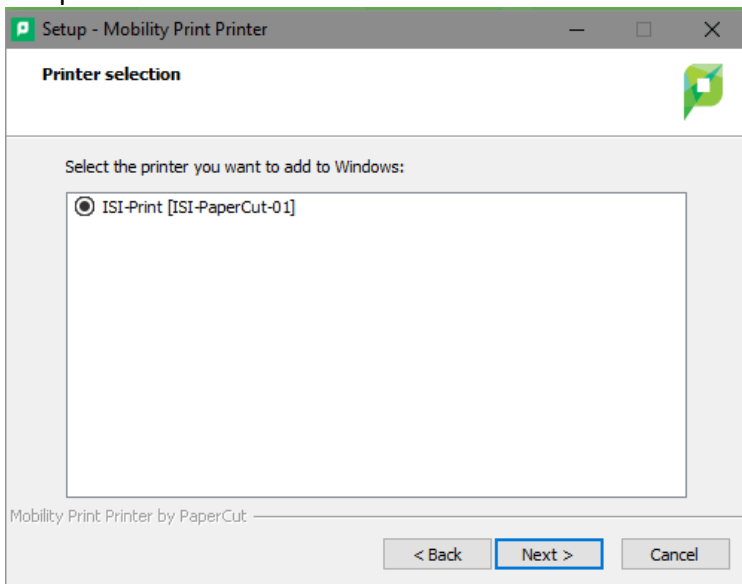 Setup - Mobility Print Printer
Printer selection
Select the printer you want to add to Windows:
ISI-Print [ISI-PaperCut-01]
Mobility Print Printer by PaperCut
< Back Next > Cancel